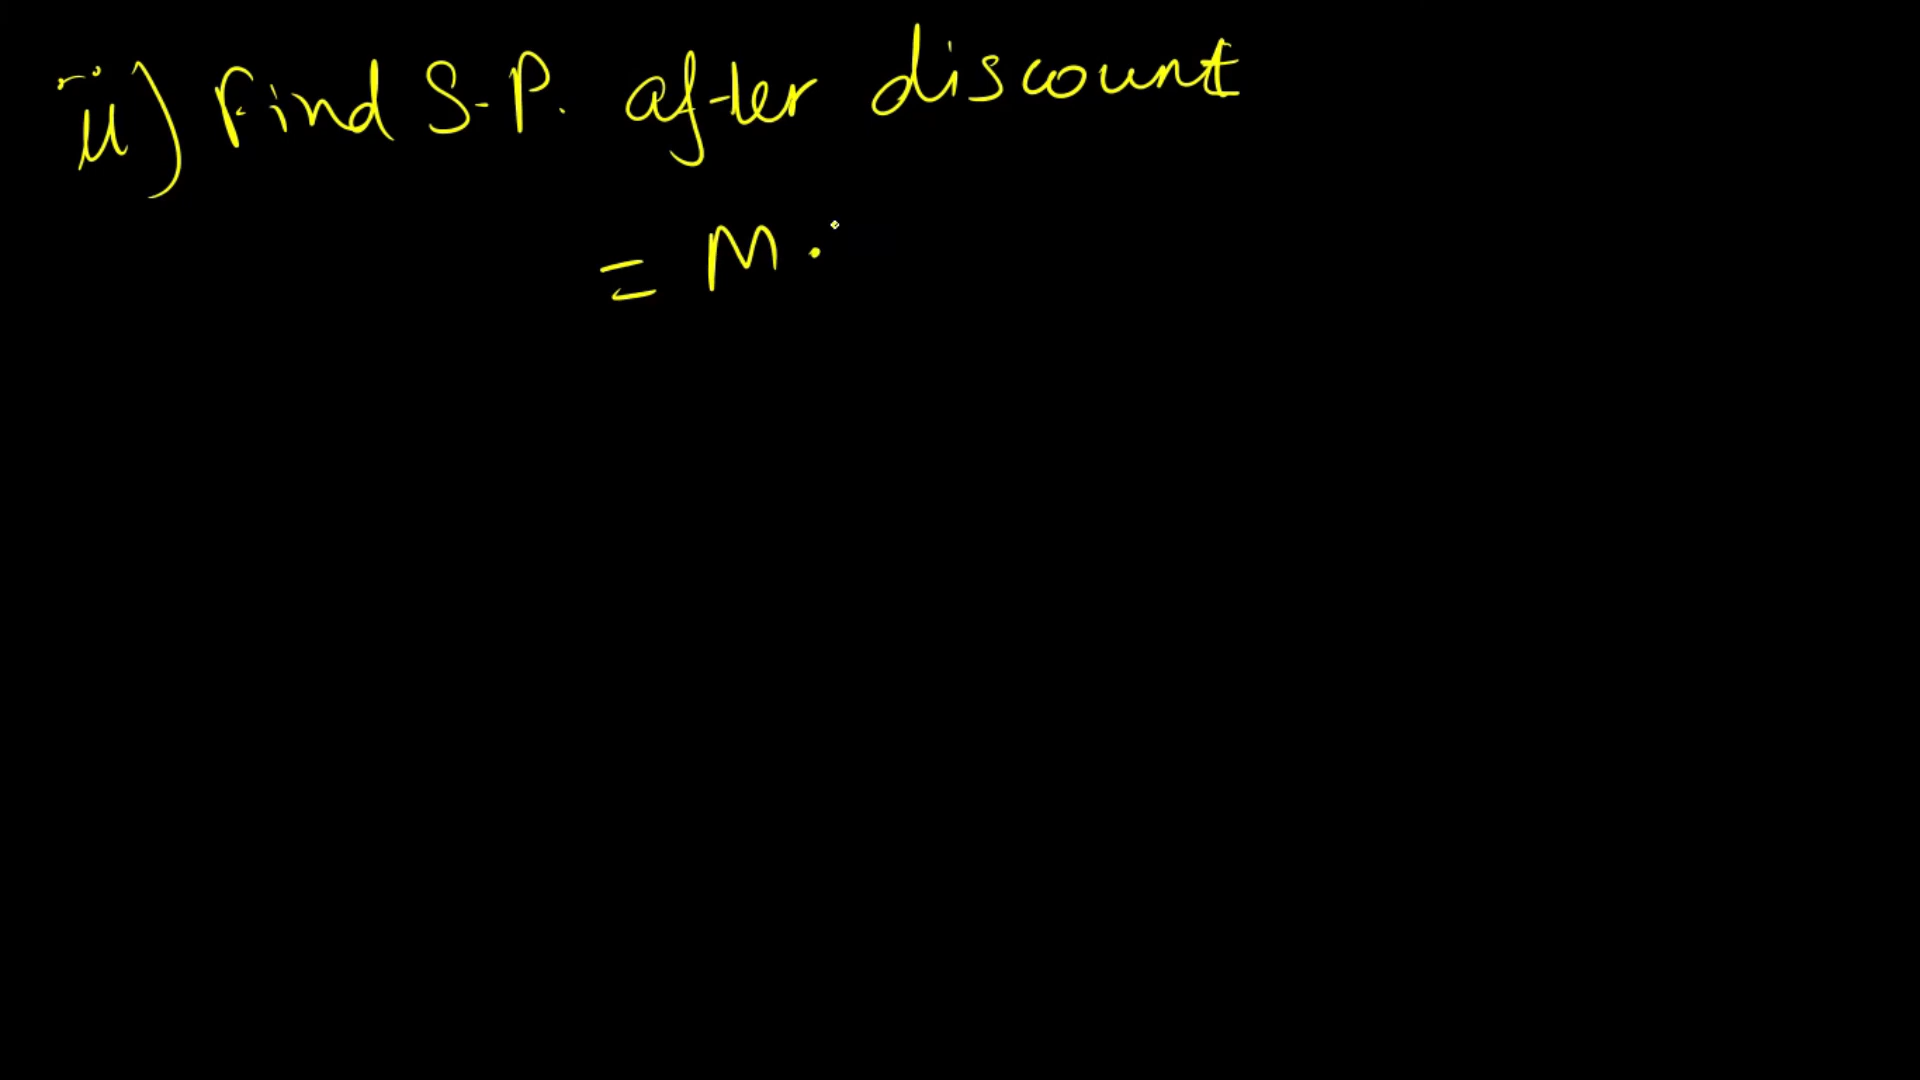 ii) Find S.P. after discount
= M.